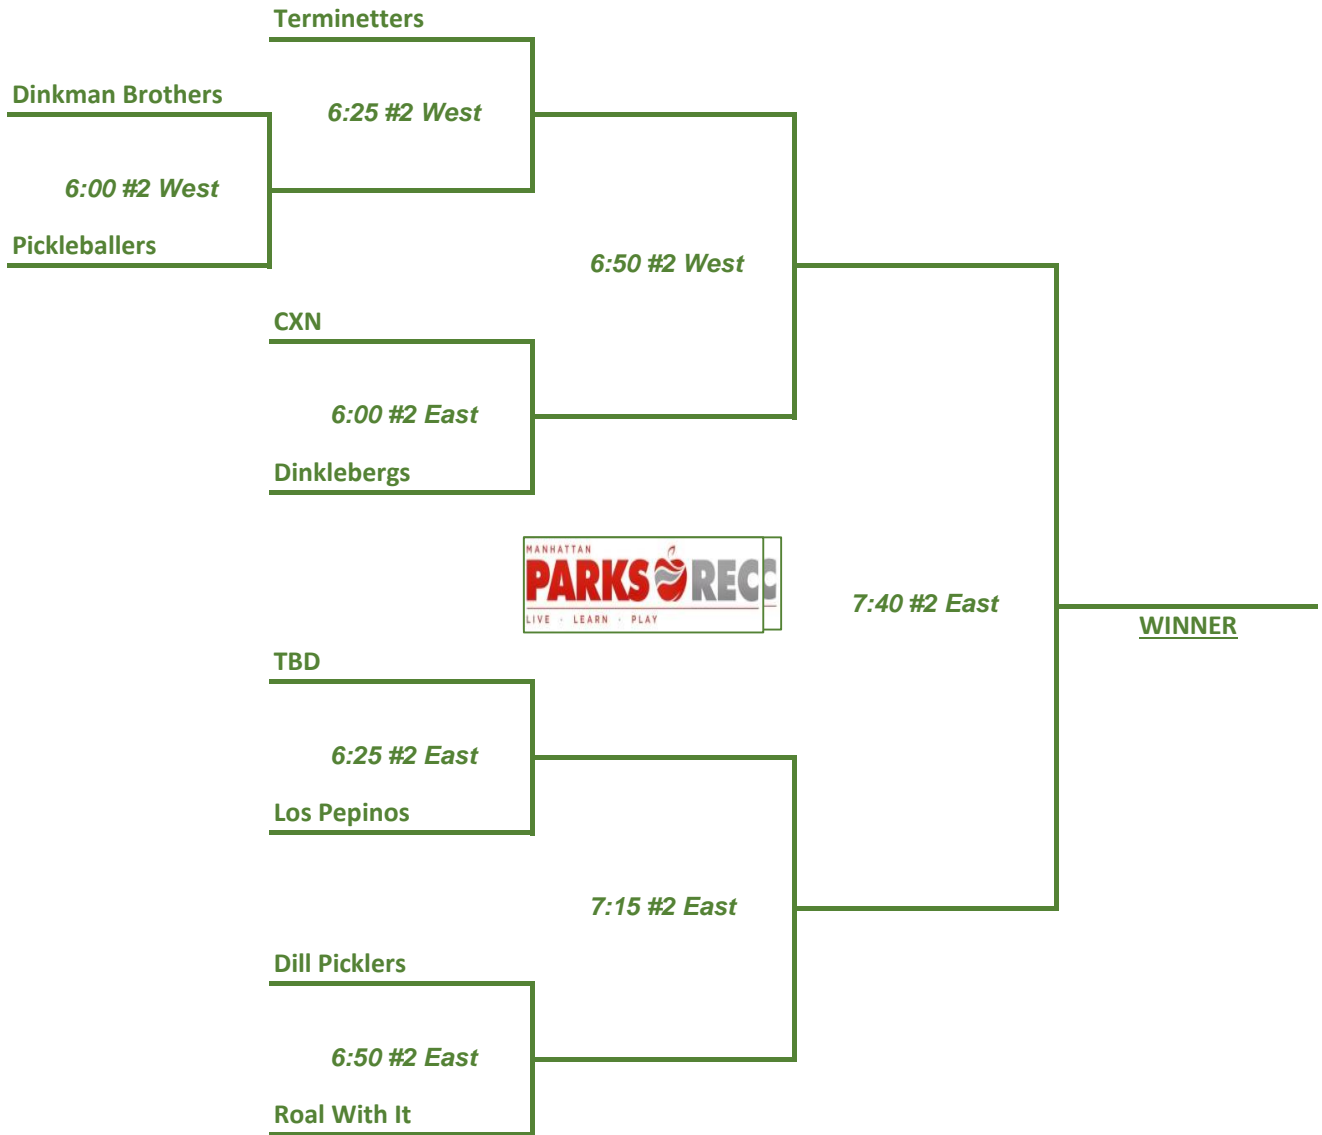 Terminetters
Dinkman Brothers
6:25 #2 West
6:00 #2 West
Pickleballers
6:50 #2 West
CXN
6:00 #2 East
Dinklebergs
MANHATTAN
PARKS REC
C
LIVE · LEARN · PLAY
7:40 #2 East
WINNER
TBD
6:25 #2 East
Los Pepinos
7:15 #2 East
Dill Picklers
6:50 #2 East
Roal With It